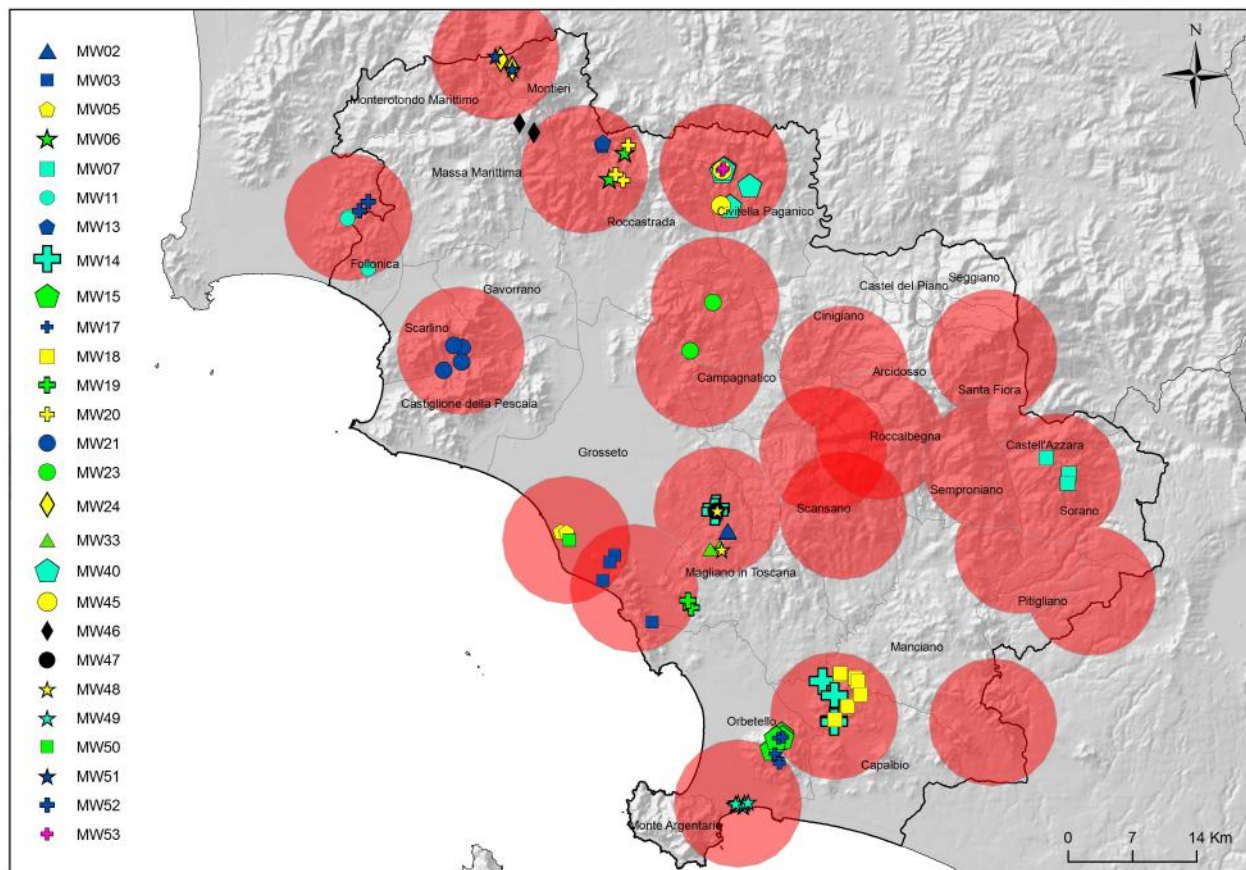 MW02
MW03
MW05
MW06
MW07
MW11
MW13
MW14
MW15
MW17
MW18
MW19
MW20
MW21
MW23
MW24
MW33
MW40
MW45
MW46
MW47
MW48
MW49
MW50
MW51
MW52
MW53
N
Montieri
Monterotondo Marittimo
Massa Marittima
Roccastrada
Civitella Paganico
Follonica
Gavorrano
Seggiano
Castel del Piano
Cinigiano
Scarlino
Campagnatico
Arcidosso
Santa Fiora
Castiglione della Pescaia
Roccalbegna
Castell'Azzara
Grosseto
Semproniano
Scansano
Sorano
Magliano in Toscana
Pitigliano
Manciano
Orbetello
Capalbio
Monte Argentario
0 7 14 Km